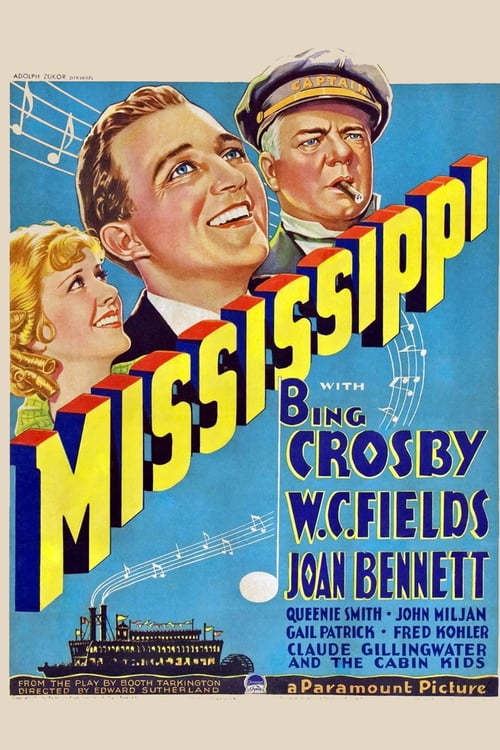 ADOLPH ZUKOR presents
CAPTAIN
MISSISSIPPI
WITH
BING
CROSBY
W.C. FIELDS
JOAN BENNETT
QUEENIE SMITH · JOHN MILJAN
GAIL PATRICK · FRED KOHLER
CLAUDE GILLINGWATER
AND THE CABIN KIDS
FROM THE PLAY BY BOOTH TARKINGTON
DIRECTED BY EDWARD SUTHERLAND
a Paramount Picture